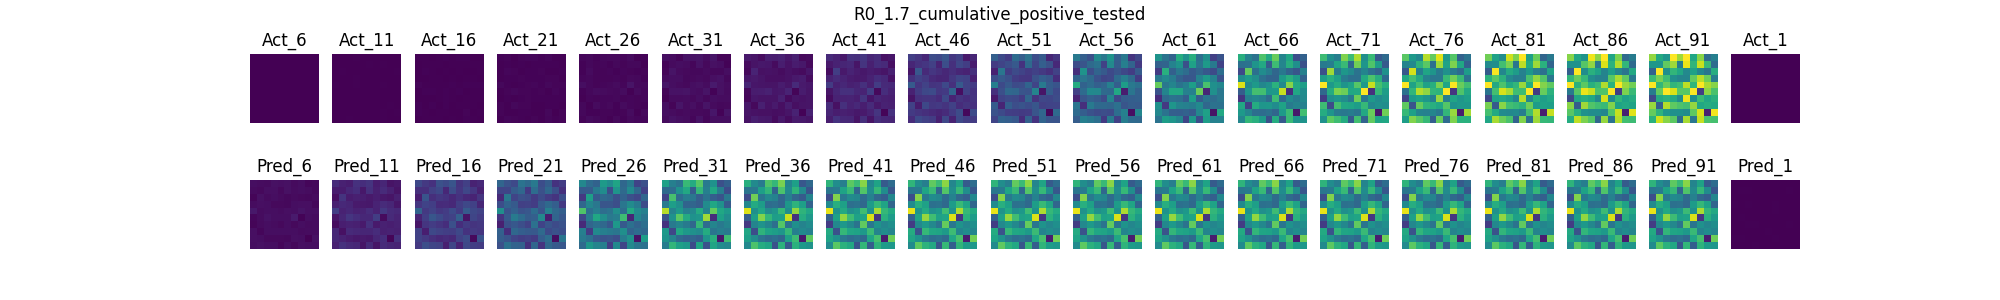 R0_1.7_cumulative_positive_tested
Act_6 Act_11 Act_16 Act_21 Act_26 Act_31 Act_36 Act_41 Act_46 Act_51 Act_56 Act_61 Act_66 Act_71 Act_76 Act_81 Act_86 Act_91 Act_1
Pred_6 Pred_11 Pred_16 Pred_21 Pred_26 Pred_31 Pred_36 Pred_41 Pred_46 Pred_51 Pred_56 Pred_61 Pred_66 Pred_71 Pred_76 Pred_81 Pred_86 Pred_91 Pred_1